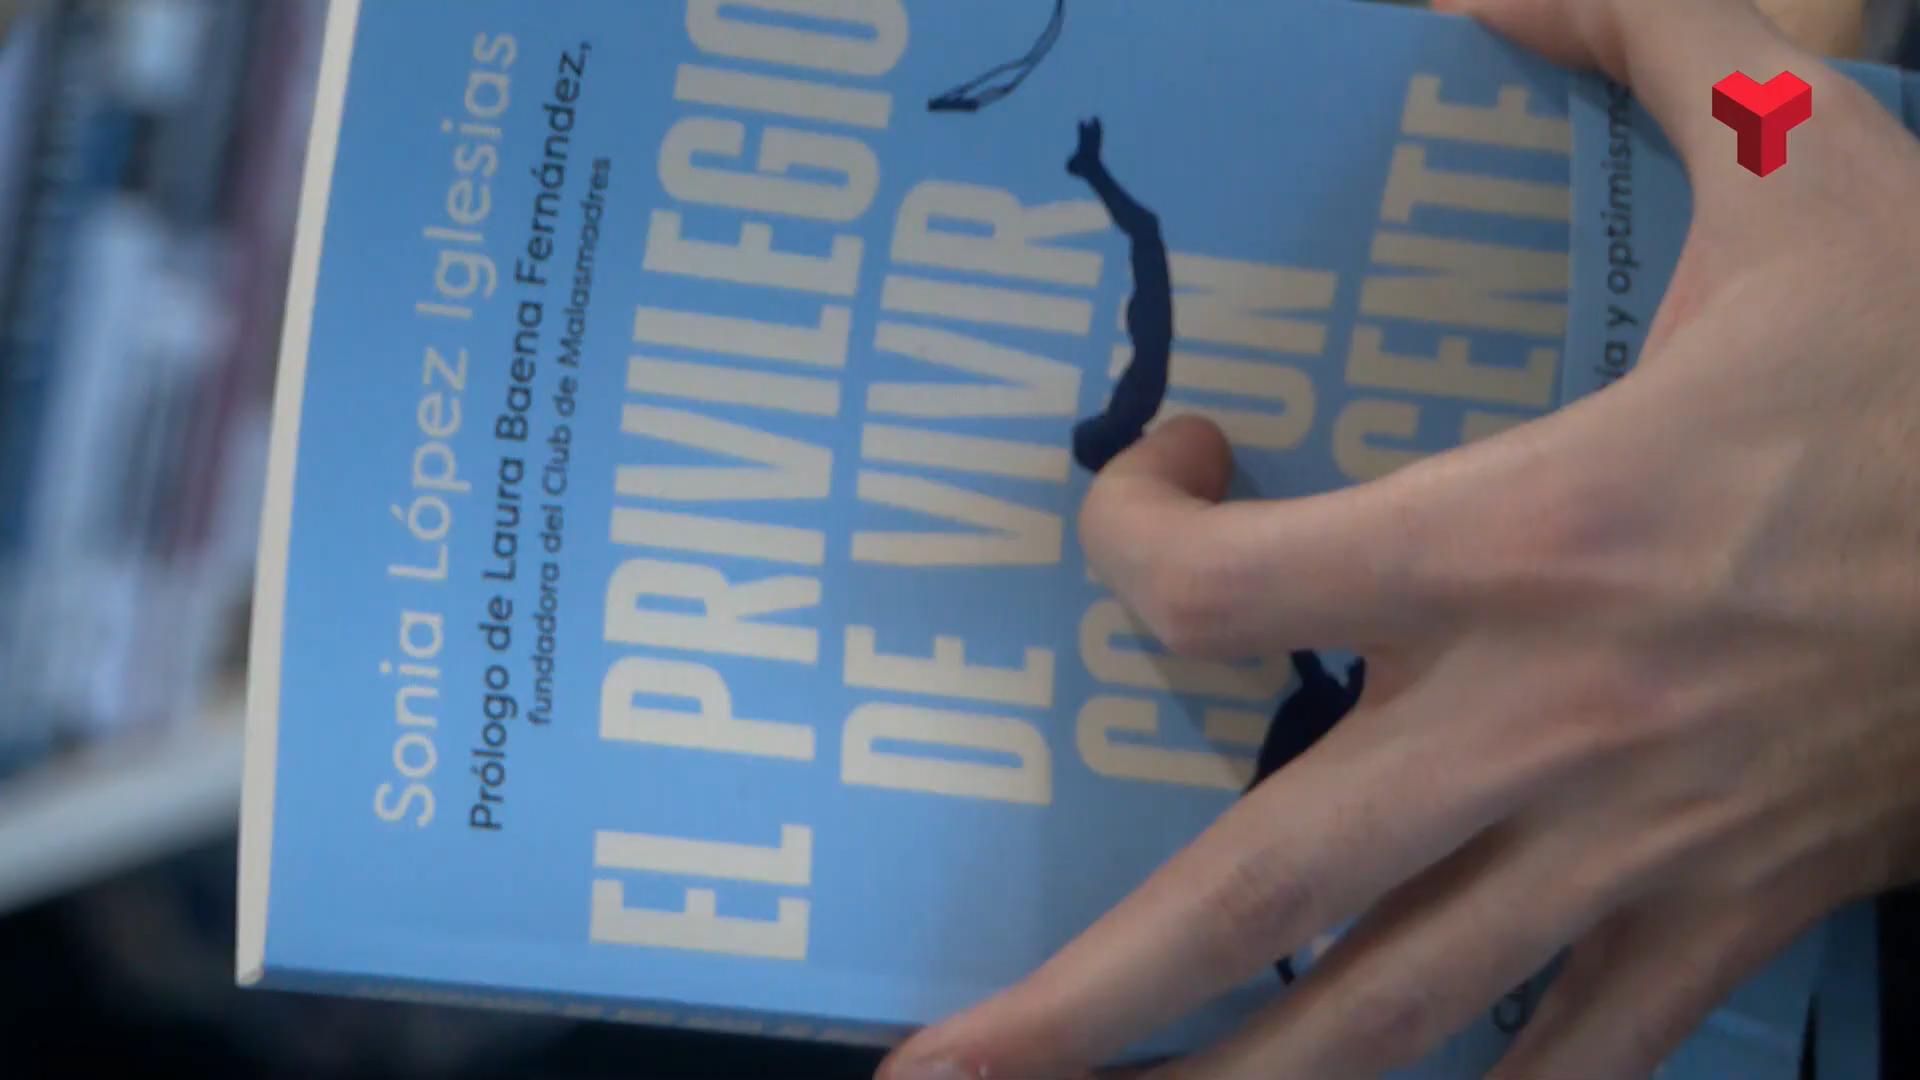 Sonia López Iglesias
Prólogo de Laura Baena Fernández,
fundadora del Club de Malasmadres
EL PRIVILEGIO
DE VIVIR
y optimismo